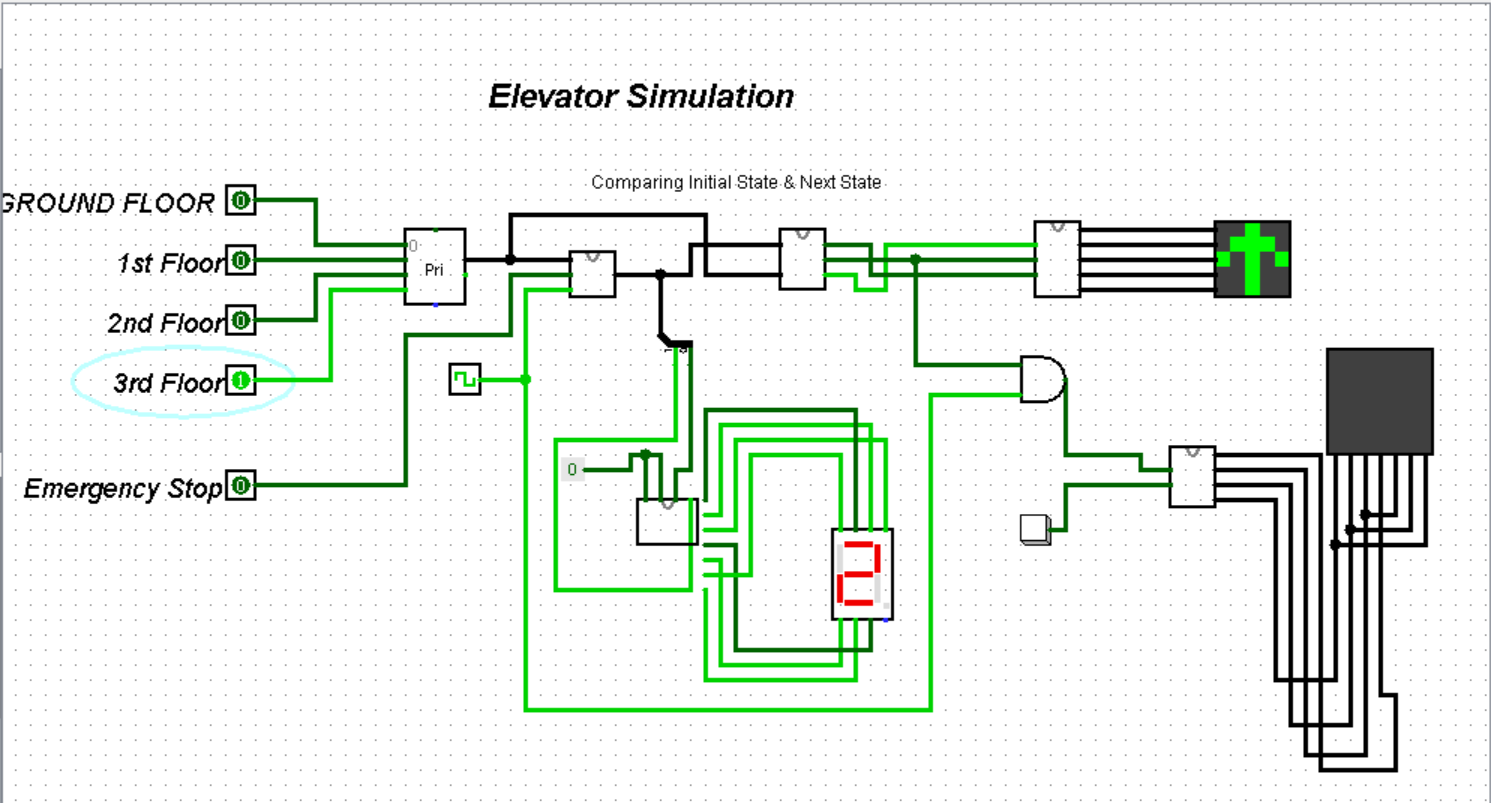 Elevator Simulation
Comparing Initial State & Next State
GROUND FLOOR 0
1st Floor 0
0
Pri
2nd Floor 0
3rd Floor 1
Emergency Stop 0
0
2